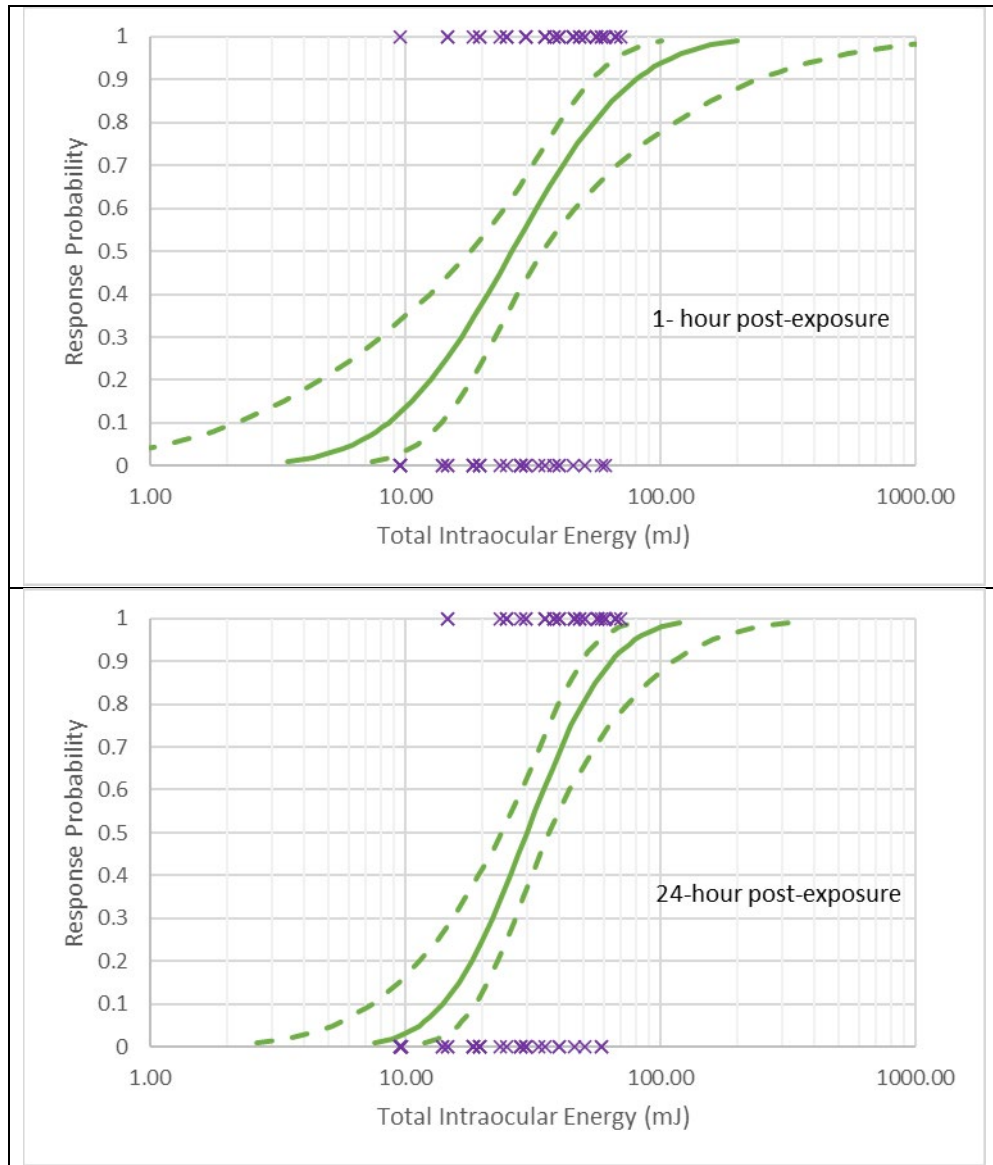 1
0.9
0.8
0.7
0.6
0.5
0.4
0.3
0.2
0.1
0
Response Probability
1- hour post-exposure
1.00 10.00 100.00 1000.00
Total Intraocular Energy (mJ)
1
0.9
0.8
0.7
0.6
0.5
0.4
0.3
0.2
0.1
0
Response Probability
24-hour post-exposure
1.00 10.00 100.00 1000.00
Total Intraocular Energy (mJ)